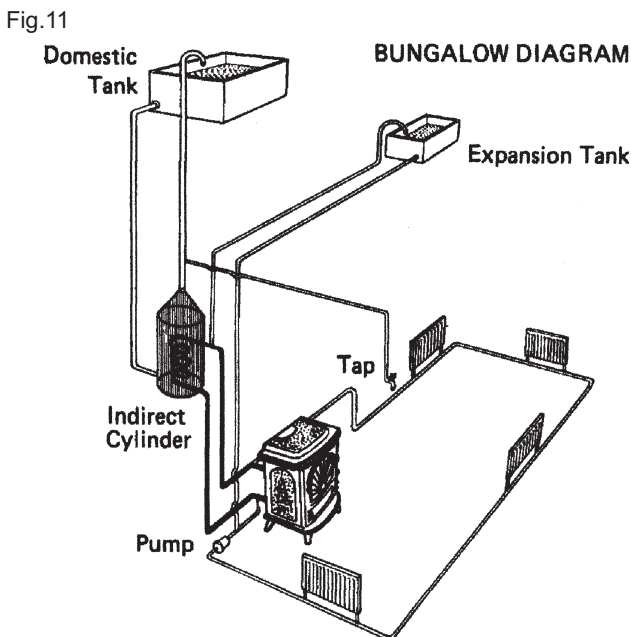 Fig.11
Domestic
Tank
BUNGALOW DIAGRAM
Expansion Tank
Tap
Indirect
Cylinder
Pump